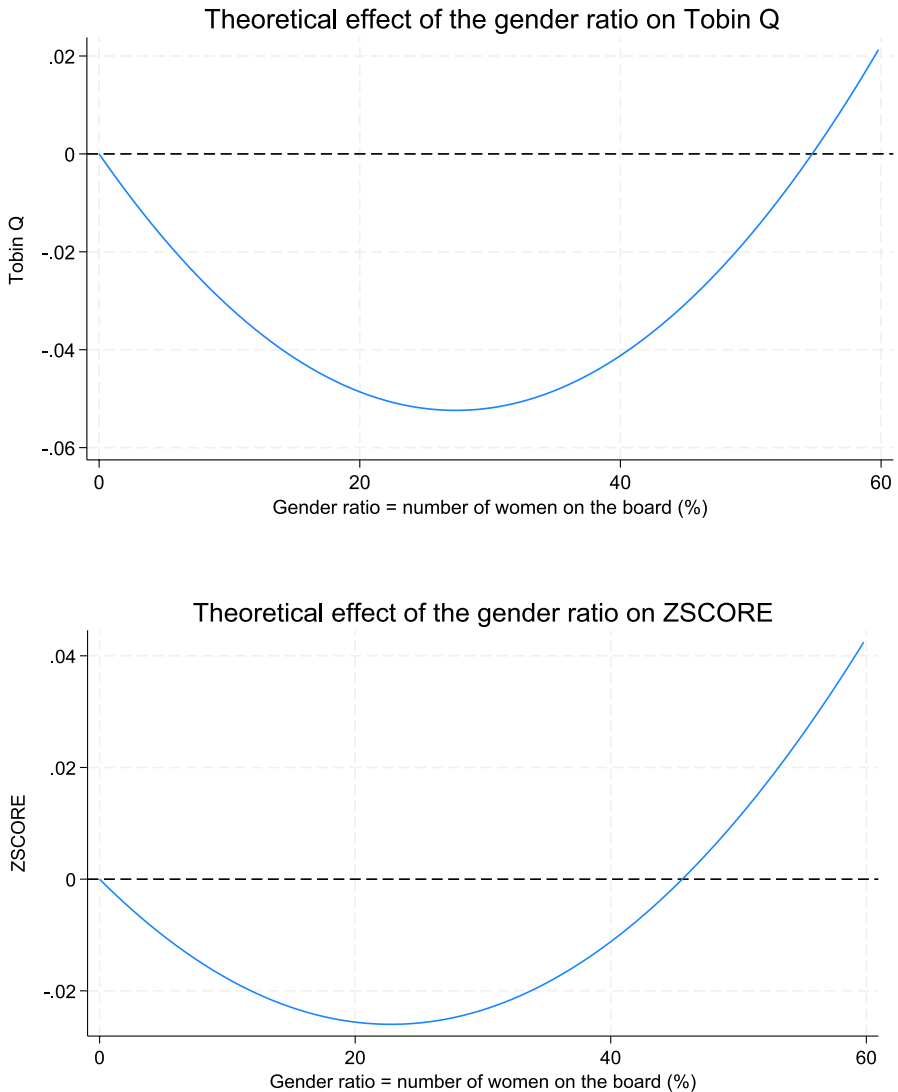 Theoretical effect of the gender ratio on Tobin Q
.02
0
-.02
-.04
-.06
Tobin Q
0 20 40 60
Gender ratio = number of women on the board (%)
Theoretical effect of the gender ratio on ZSCORE
.04
.02
0
-.02
ZSCORE
0 20 40 60
Gender ratio = number of women on the board (%)